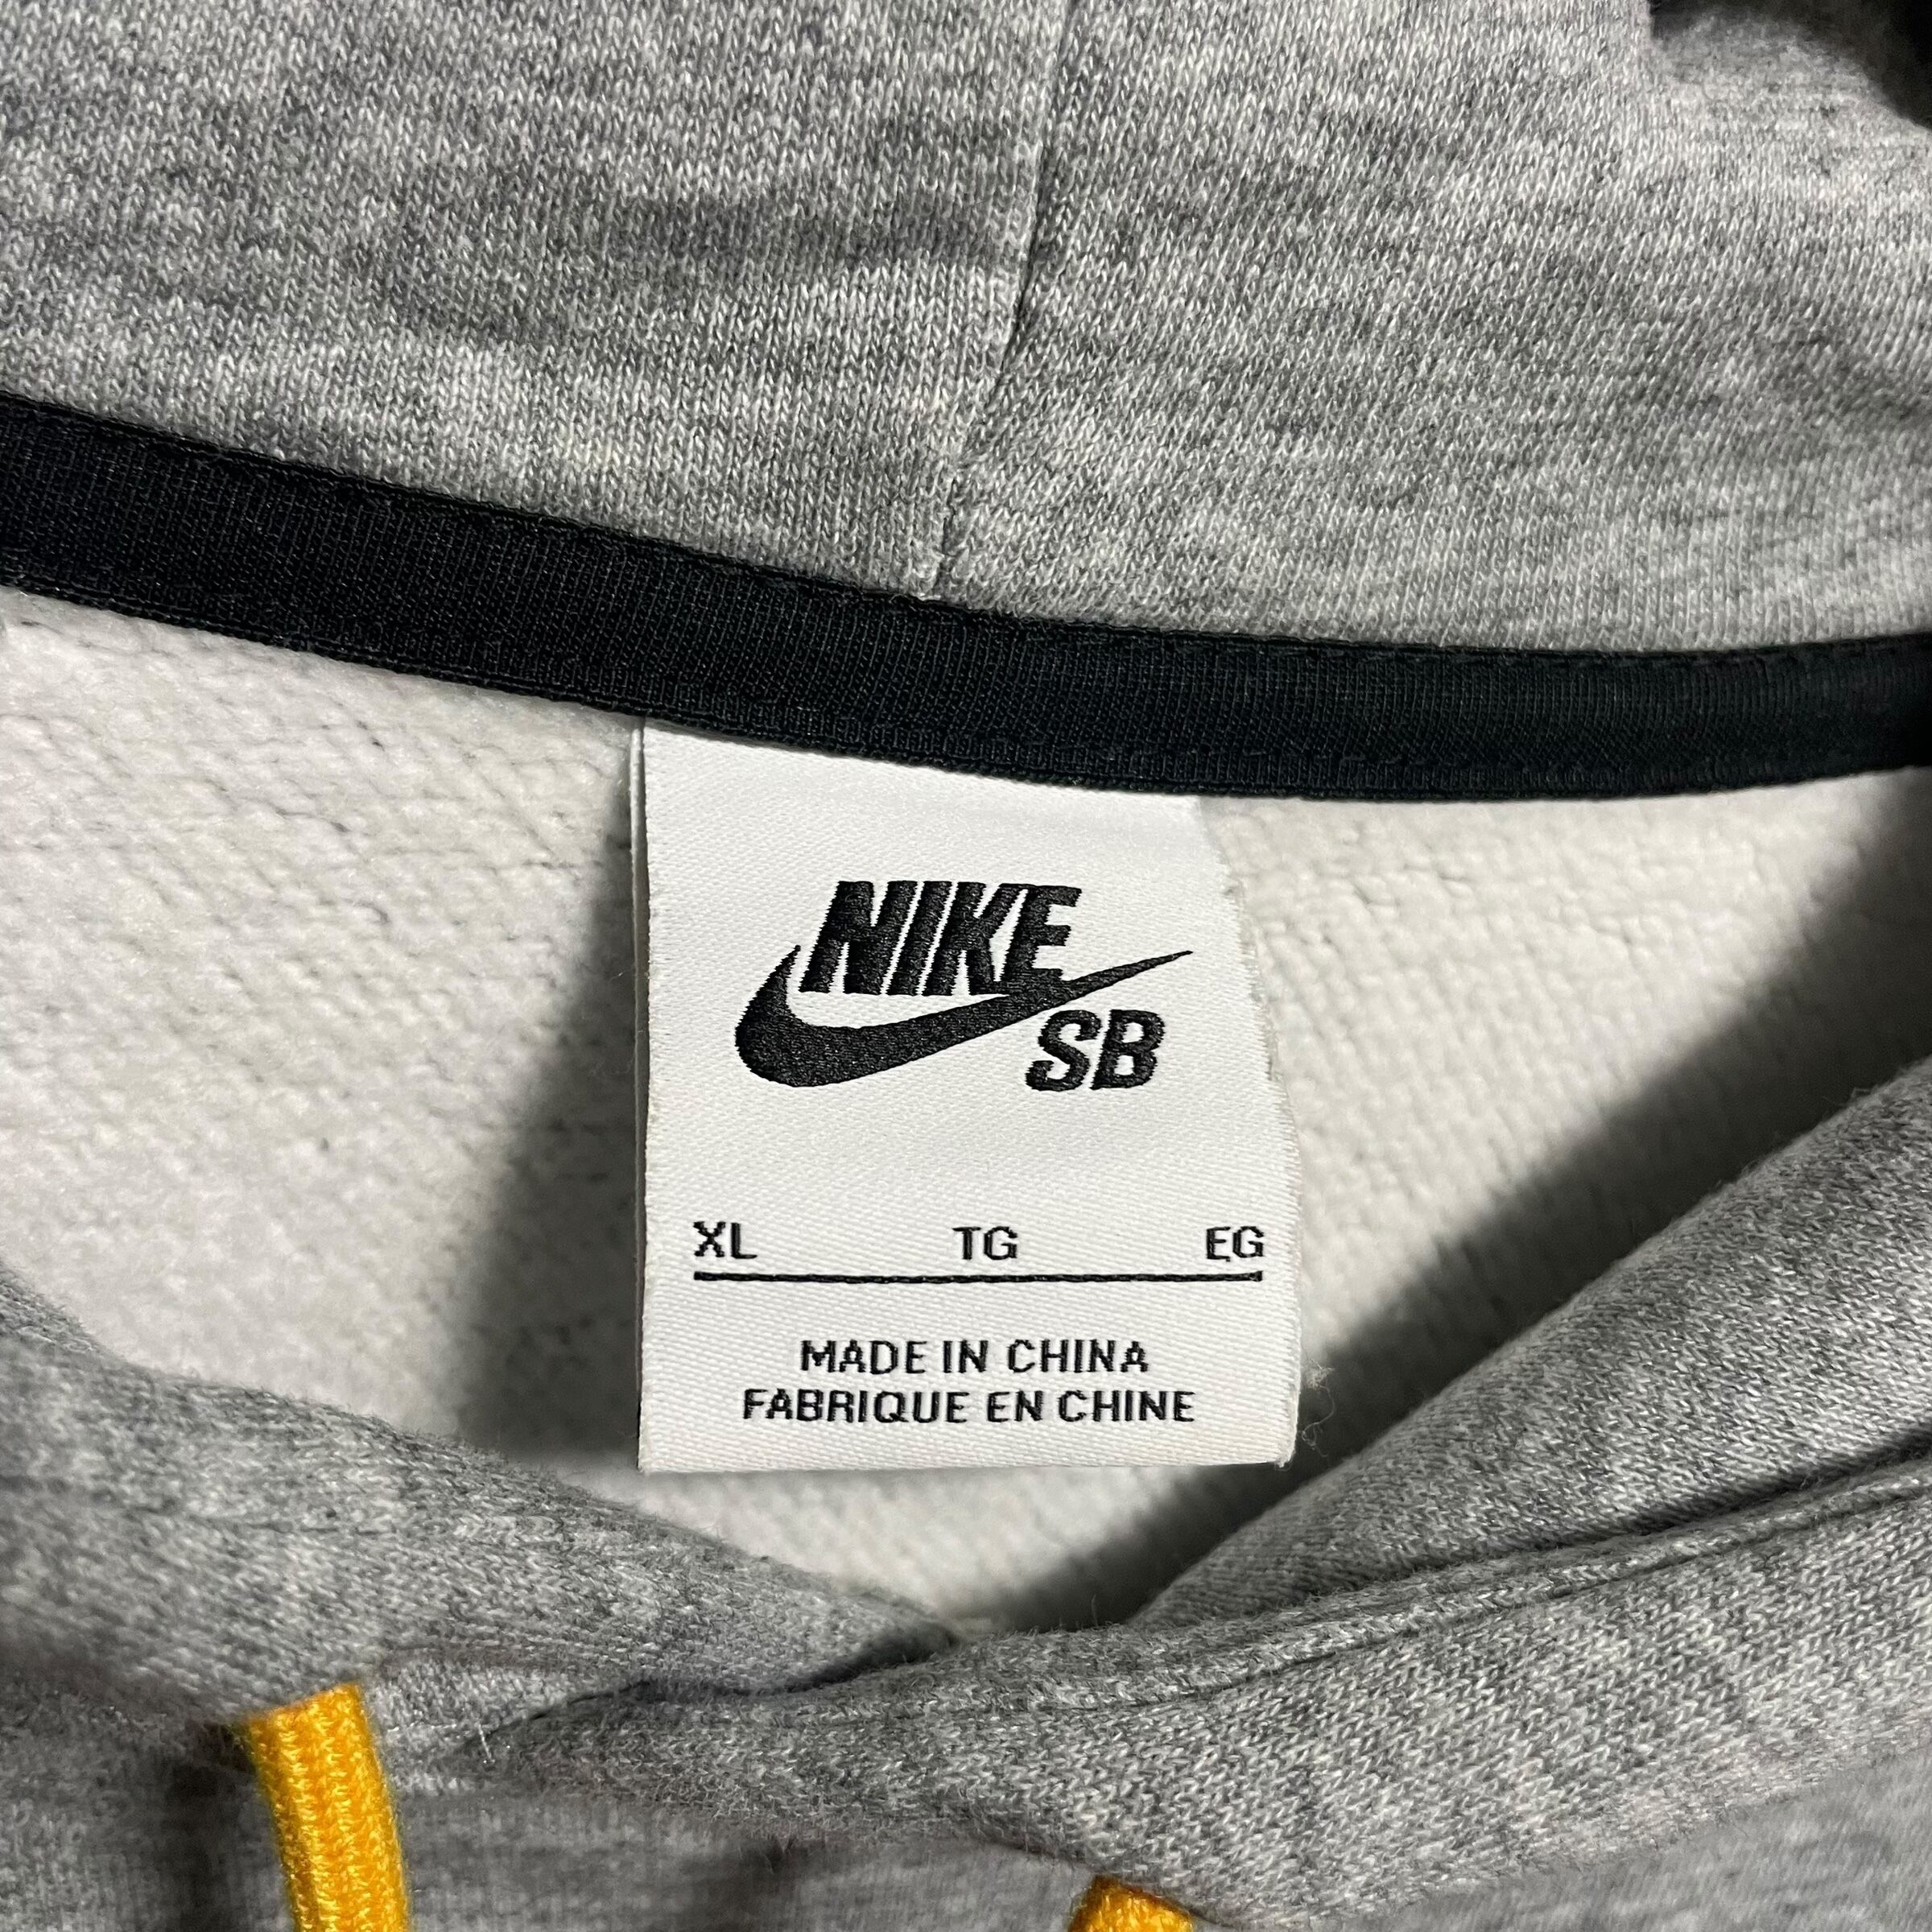 NIKE
SB
XL TG EG
MADE IN CHINA
FABRIQUE EN CHINE